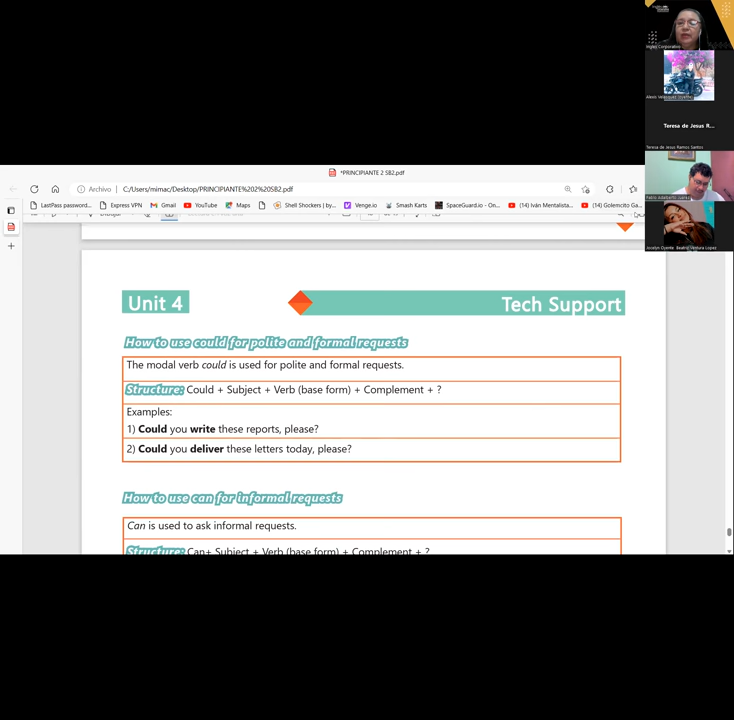 *PRINCIPIANTE 2 SB2.pdf
Archivo
C:/Users/mimac/Desktop/PRINCIPIANTE%202%20SB2.pdf
LastPass password...
Express VPN
Gmail
YouTube
Maps
Shell Shockers | by...
Venge.io
(14) Iván Mentalista...
Smash Karts
SpaceGuard.io - On...
(14) Golemcito Ga...
Unit 4
Tech Support
How to use could for polite and formal requests
The modal verb could is used for polite and formal requests.
Structure: Could + Subject + Verb (base form) + Complement + ?
Examples:
1) Could you write these reports, please?
2) Could you deliver these letters today, please?
How to use can for informal requests
Can is used to ask informal requests.
Structure: Can+ Subject + Verb (base form) + Complement + ?
Inglés Corporativo
Teresa de Jesus R...
Teresa de Jesus Ramos Santos